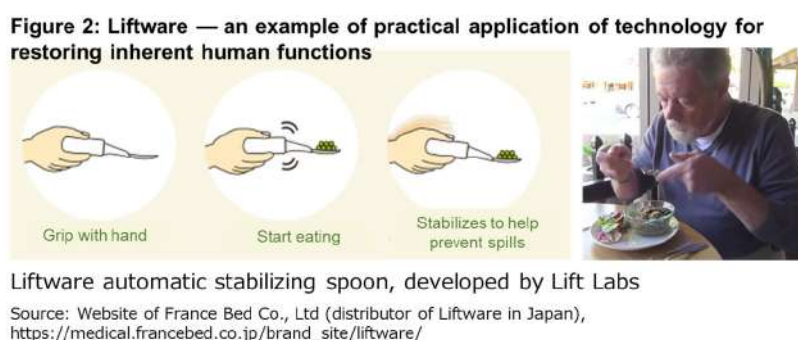 Figure 2: Liftware — an example of practical application of technology for
restoring inherent human functions
Grip with hand
Start eating
Stabilizes to help
prevent spills
Liftware automatic stabilizing spoon, developed by Lift Labs
Source: Website of France Bed Co., Ltd (distributor of Liftware in Japan),
https://medical.francebed.co.jp/brand_site/liftware/